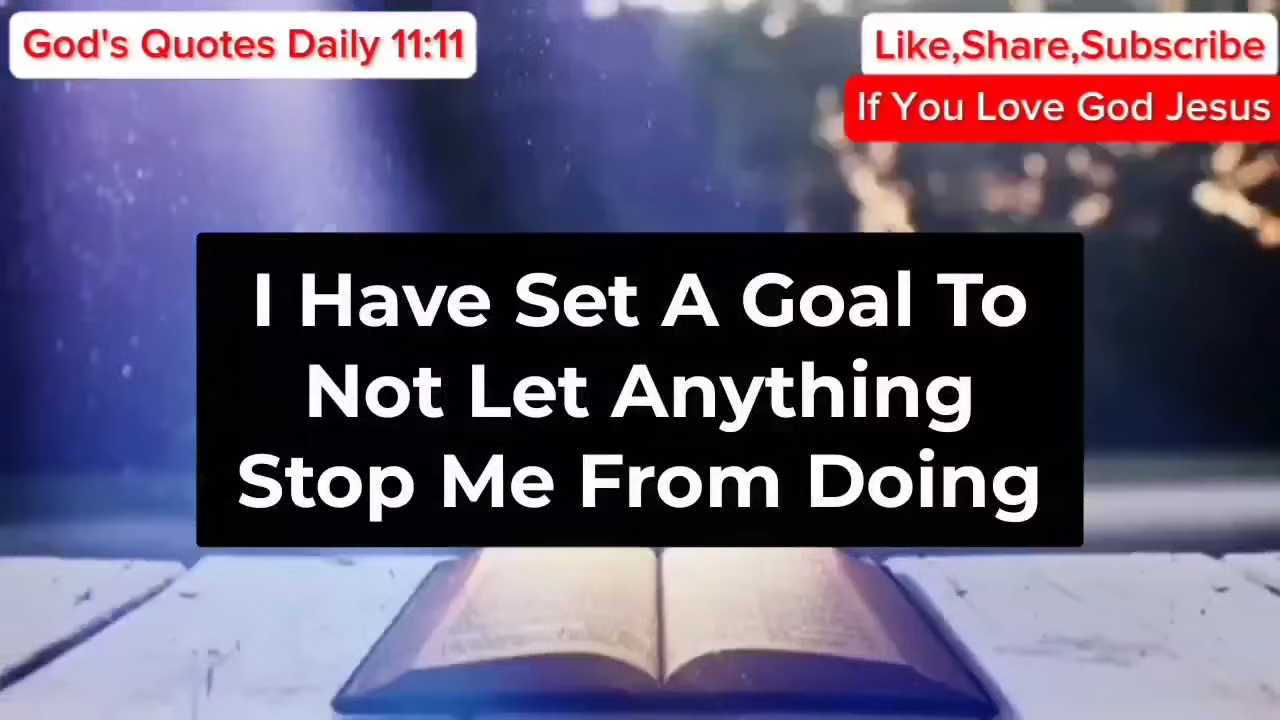 God's Quotes Daily 11:11
Like,Share,Subscribe
If You Love God Jesus
I Have Set A Goal To
Not Let Anything
Stop Me From Doing